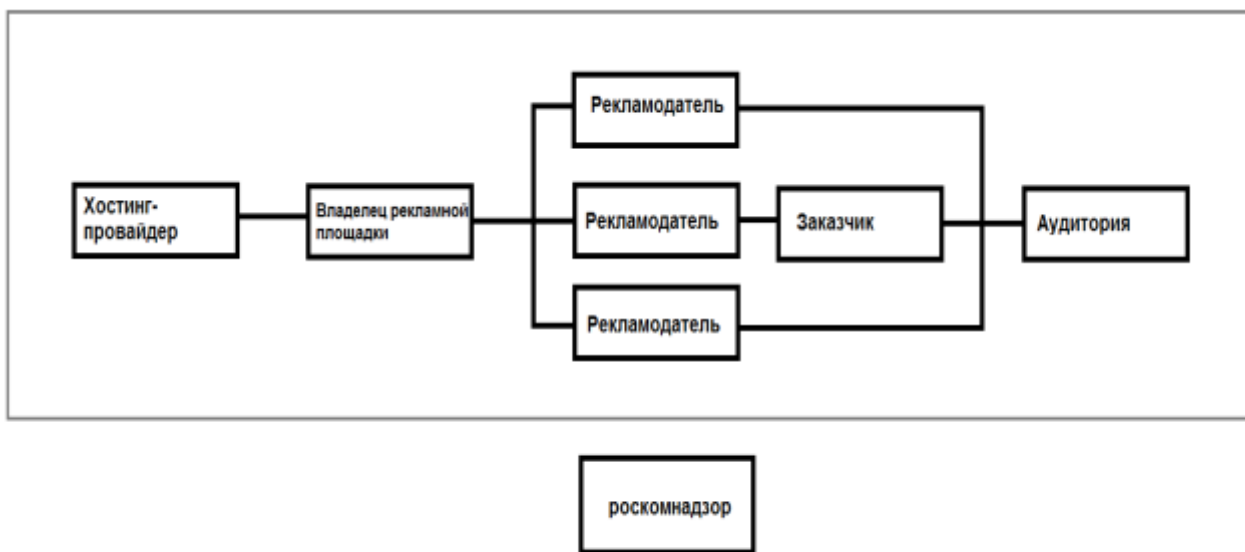 Рекламодатель
Хостинг-
провайдер
Владелец рекламной
площадки
Рекламодатель
Заказчик
Аудитория
Рекламодатель
роскомнадзор